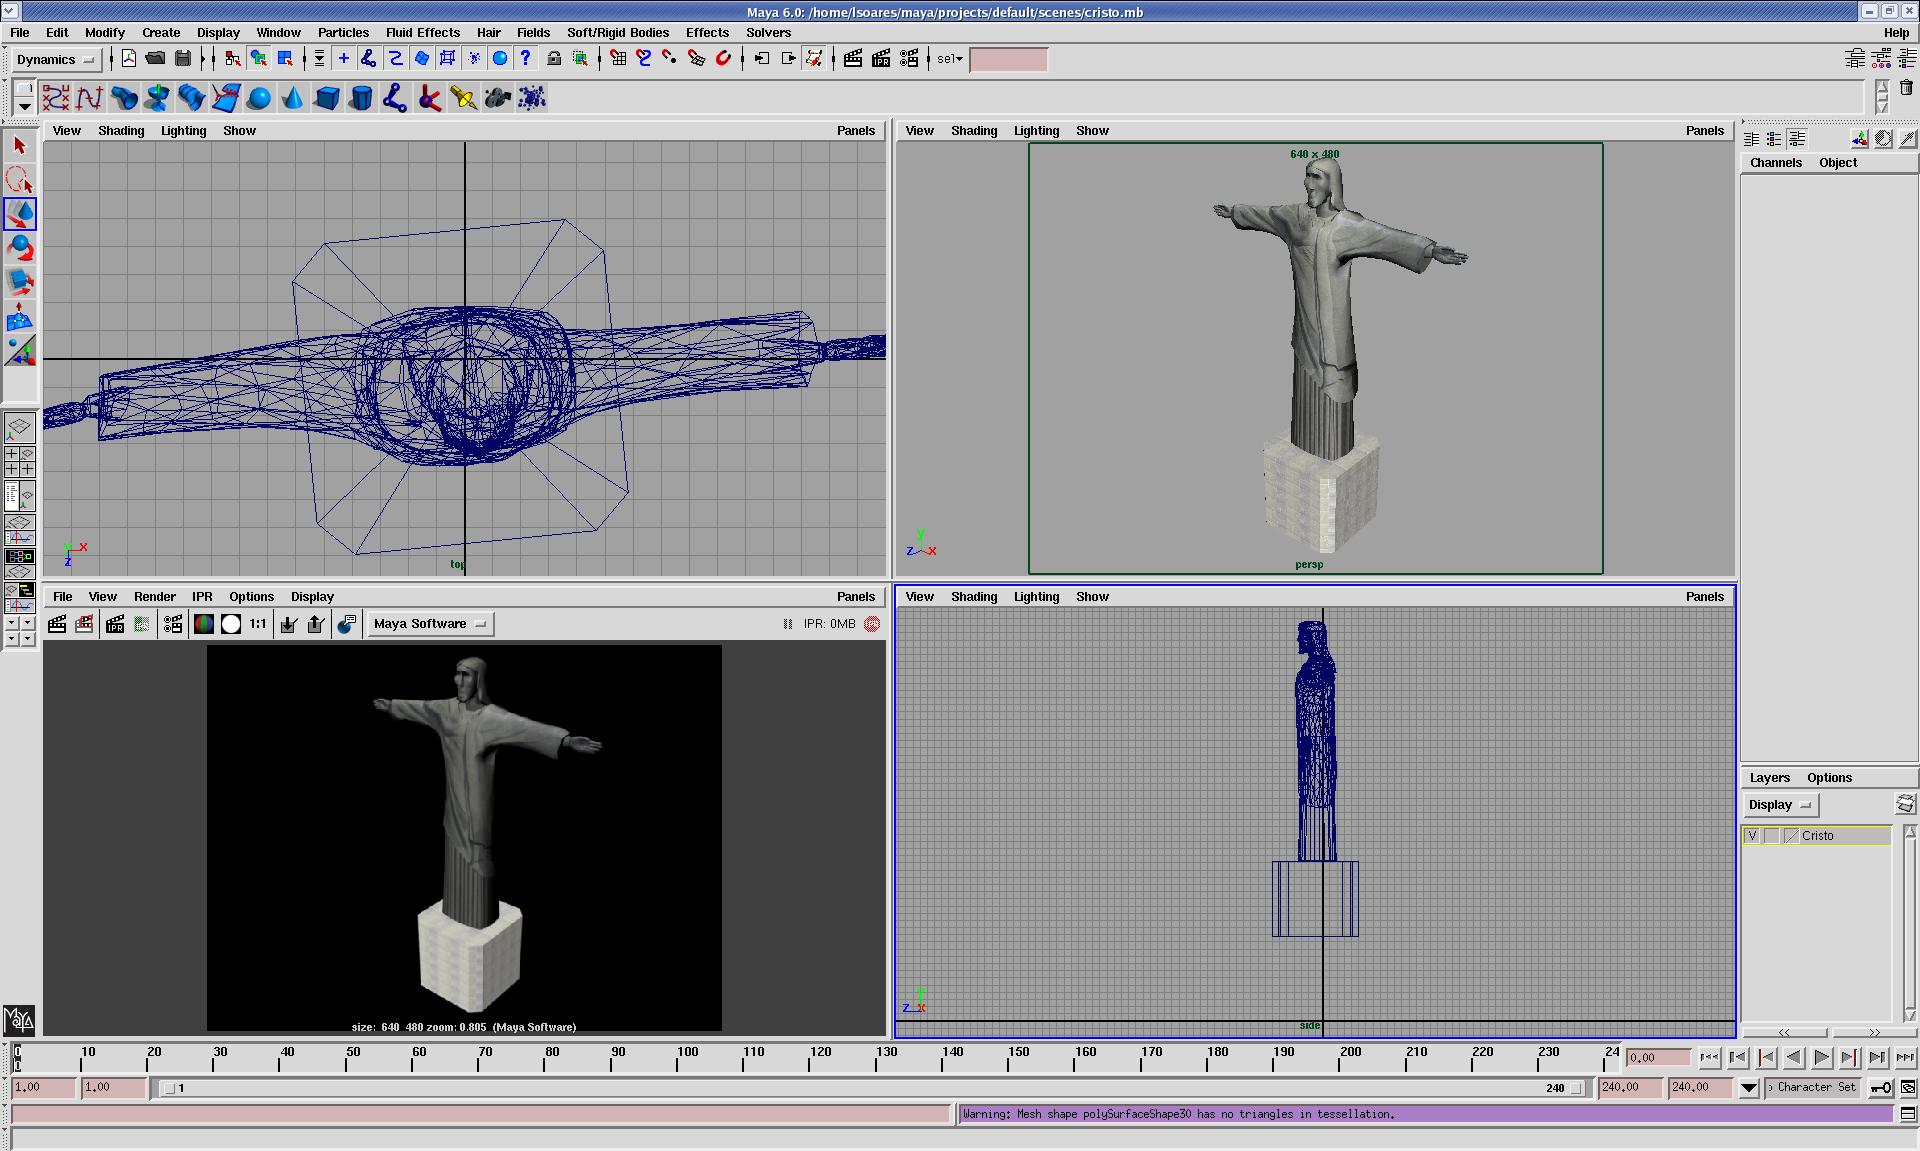 Maya 6.0: /home/lsoares/maya/projects/default/scenes/cristo.mb
File Edit Modify Create Display Window Particles Fluid Effects Hair Fields Soft/Rigid Bodies Effects Solvers Help
Dynamics sel
View Shading Lighting Show Panels
View Shading Lighting Show Panels
Channels Object
640 x 480
top
persp
Y X Z
Y Z X
File View Render IPR Options Display Panels
View Shading Lighting Show Panels
1:1 Maya Software IPR: 0MB
Layers Options
Display
V Cristo
size: 640 480 zoom: 0.805 (Maya Software)
y Z X
side
MAYA
0 10 20 30 40 50 60 70 80 90 100 110 120 130 140 150 160 170 180 190 200 210 220 230 24 0.00
1.00 1.00 1 240 240.00 240.00 Character Set
Warning: Mesh shape polySurfaceShape30 has no triangles in tessellation.